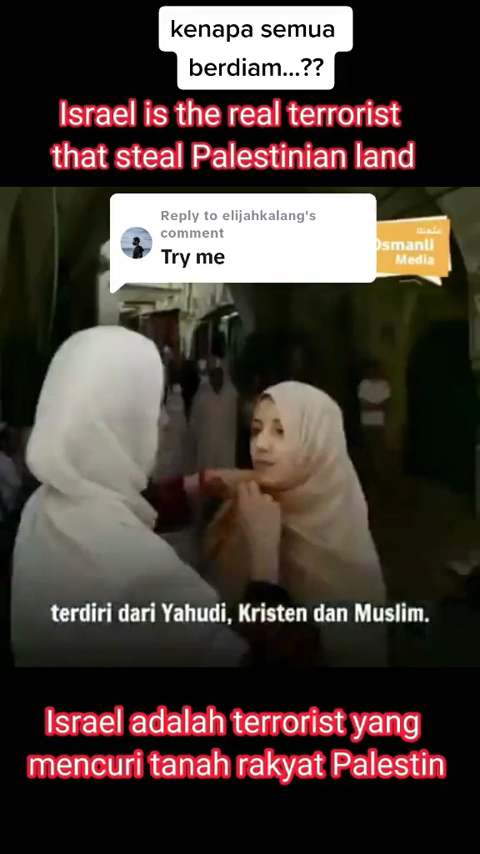 kenapa semua
berdiam...??
Israel is the real terrorist
that steal Palestinian land
Reply to elijahkalang's
comment
Try me
عثمنلı
Osmanli
Media
terdiri dari Yahudi, Kristen dan Muslim.
Israel adalah terrorist yang
mencuri tanah rakyat Palestin